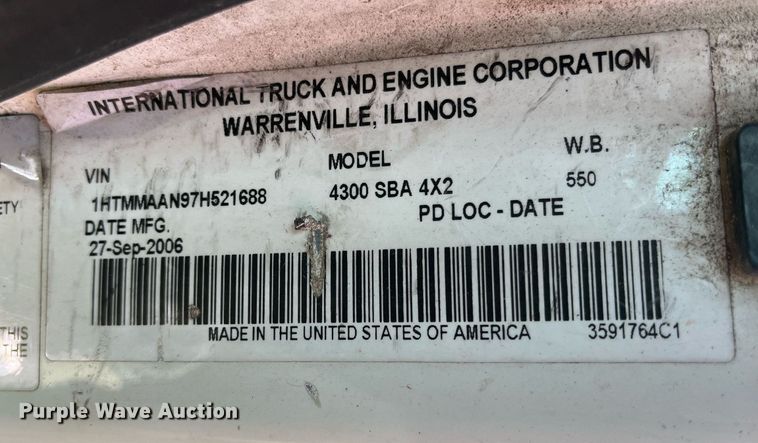 INTERNATIONAL TRUCK AND ENGINE CORPORATION
WARRENVILLE, ILLINOIS
VIN MODEL W.B.
1HTMMAAN97H521688 4300 SBA 4X2 550
DATE MFG. PD LOC - DATE
27-Sep-2006
MADE IN THE UNITED STATES OF AMERICA 3591764C1
ETY
THIS
THE
Purple Wave Auction